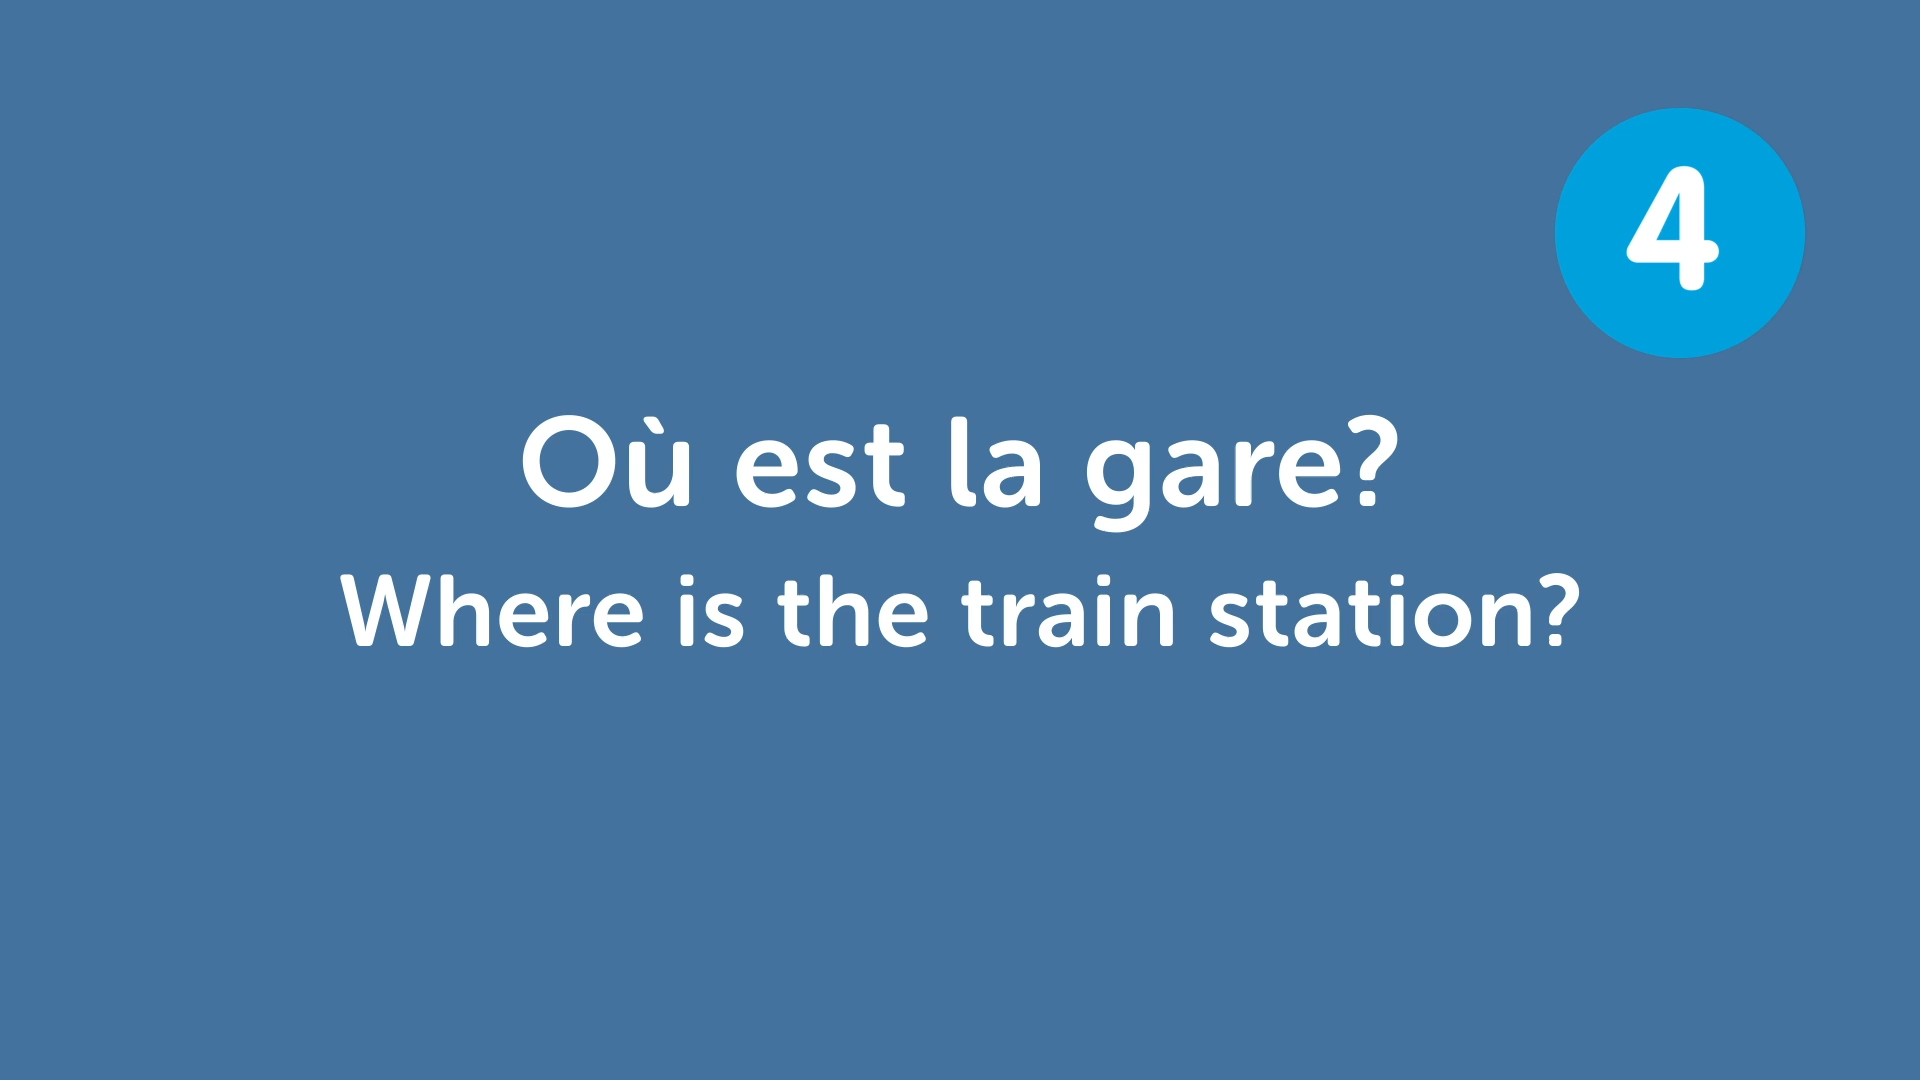 4
Où est la gare?
Where is the train station?